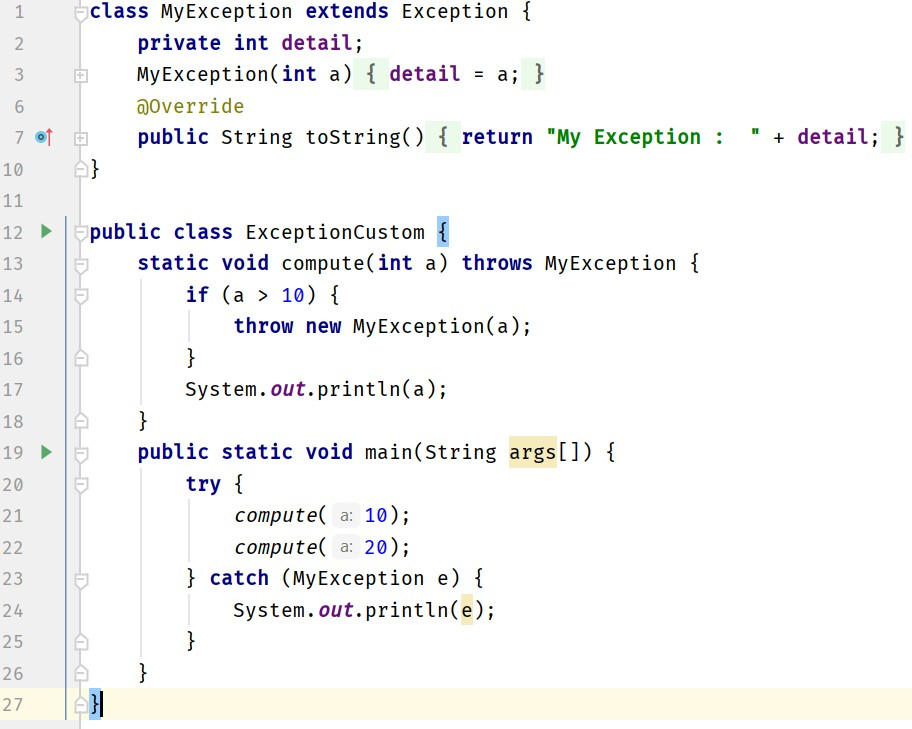 1 class MyException extends Exception {
2 private int detail;
3 MyException(int a) { detail = a; }
6 @Override
7 public String toString() { return "My Exception :  " + detail; }
10 }
11
12 public class ExceptionCustom {
13 static void compute(int a) throws MyException {
14 if (a > 10) {
15 throw new MyException(a);
16 }
17 System.out.println(a);
18 }
19 public static void main(String args[]) {
20 try {
21 compute( a: 10);
22 compute( a: 20);
23 } catch (MyException e) {
24 System.out.println(e);
25 }
26 }
27 }